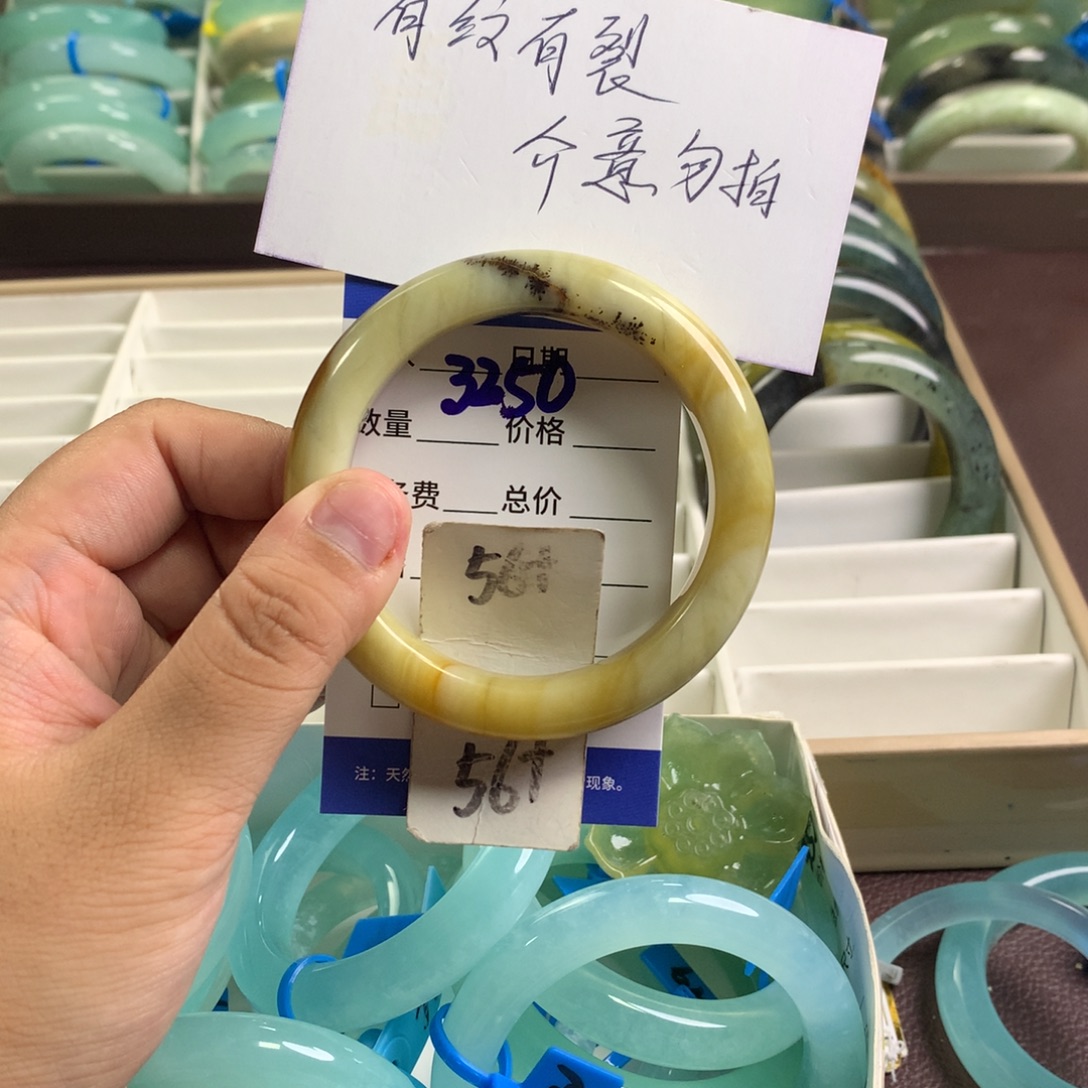 有纹有裂
介意勿拍
日期
3250
数量 价格
费 总价
56+
56+
注：天然 现象。